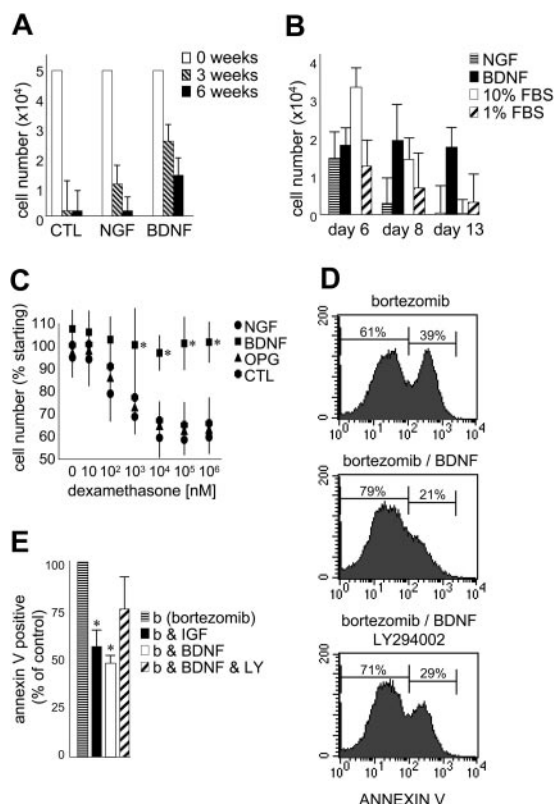 A
0 weeks
3 weeks
6 weeks
cell number (x10⁴)
5
4
3
2
1
0
CTL NGF BDNF
B
NGF
BDNF
10% FBS
1% FBS
cell number (x10⁴)
4
3
2
1
0
day 6 day 8 day 13
C
NGF
BDNF
OPG
CTL
cell number (% starting)
110
100
90
80
70
60
50
* * * *
0 10 10² 10³ 10⁴ 10⁵ 10⁶
dexamethasone [nM]
D
bortezomib
200
0
61% 39%
10⁰ 10¹ 10² 10³ 10⁴
bortezomib / BDNF
200
0
79% 21%
10⁰ 10¹ 10² 10³ 10⁴
bortezomib / BDNF
LY294002
200
0
71% 29%
10⁰ 10¹ 10² 10³ 10⁴
ANNEXIN V
E
annexin V positive
(% of control)
100
75
50
25
0
* *
b (bortezomib)
b & IGF
b & BDNF
b & BDNF & LY